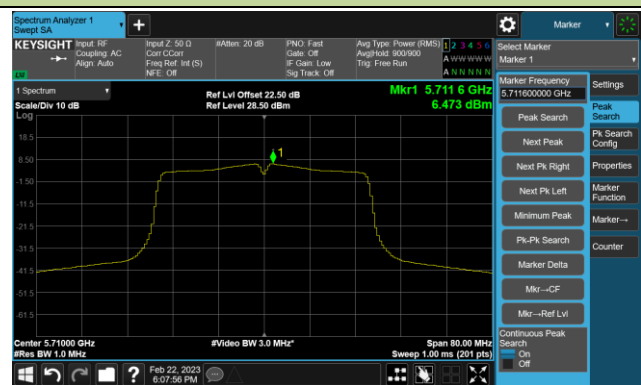 Spectrum Analyzer 1
Swept SA
+
Marker
KEYSIGHT
Input: RF
Coupling: AC
Align: Auto
Input Z: 50 Ω
Corr CCorr
Freq Ref: Int (S)
NFE: Off
#Atten: 20 dB
PNO: Fast
Gate: Off
IF Gain: Low
Sig Track: Off
Avg Type: Power (RMS)
Avg|Hold: 900/900
Trig: Free Run
1 2 3 4 5 6
A W W W W W
A N N N N N
LW
Select Marker
Marker 1
1 Spectrum
Scale/Div 10 dB
Log
Ref Lvl Offset 22.50 dB
Ref Level 28.50 dBm
Mkr1 5.711 6 GHz
6.473 dBm
1
18.5
8.50
-1.50
-11.5
-21.5
-31.5
-41.5
-51.5
-61.5
Center 5.71000 GHz
#Res BW 1.0 MHz
#Video BW 3.0 MHz*
Span 80.00 MHz
Sweep 1.00 ms (201 pts)
Marker Frequency
5.711600000 GHz
Peak Search
Next Peak
Next Pk Right
Next Pk Left
Minimum Peak
Pk-Pk Search
Marker Delta
Mkr→CF
Mkr→Ref Lvl
Continuous Peak
Search
On
Off
Settings
Peak
Search
Pk Search
Config
Properties
Marker
Function
Marker→
Counter
?
Feb 22, 2023
6:07:56 PM